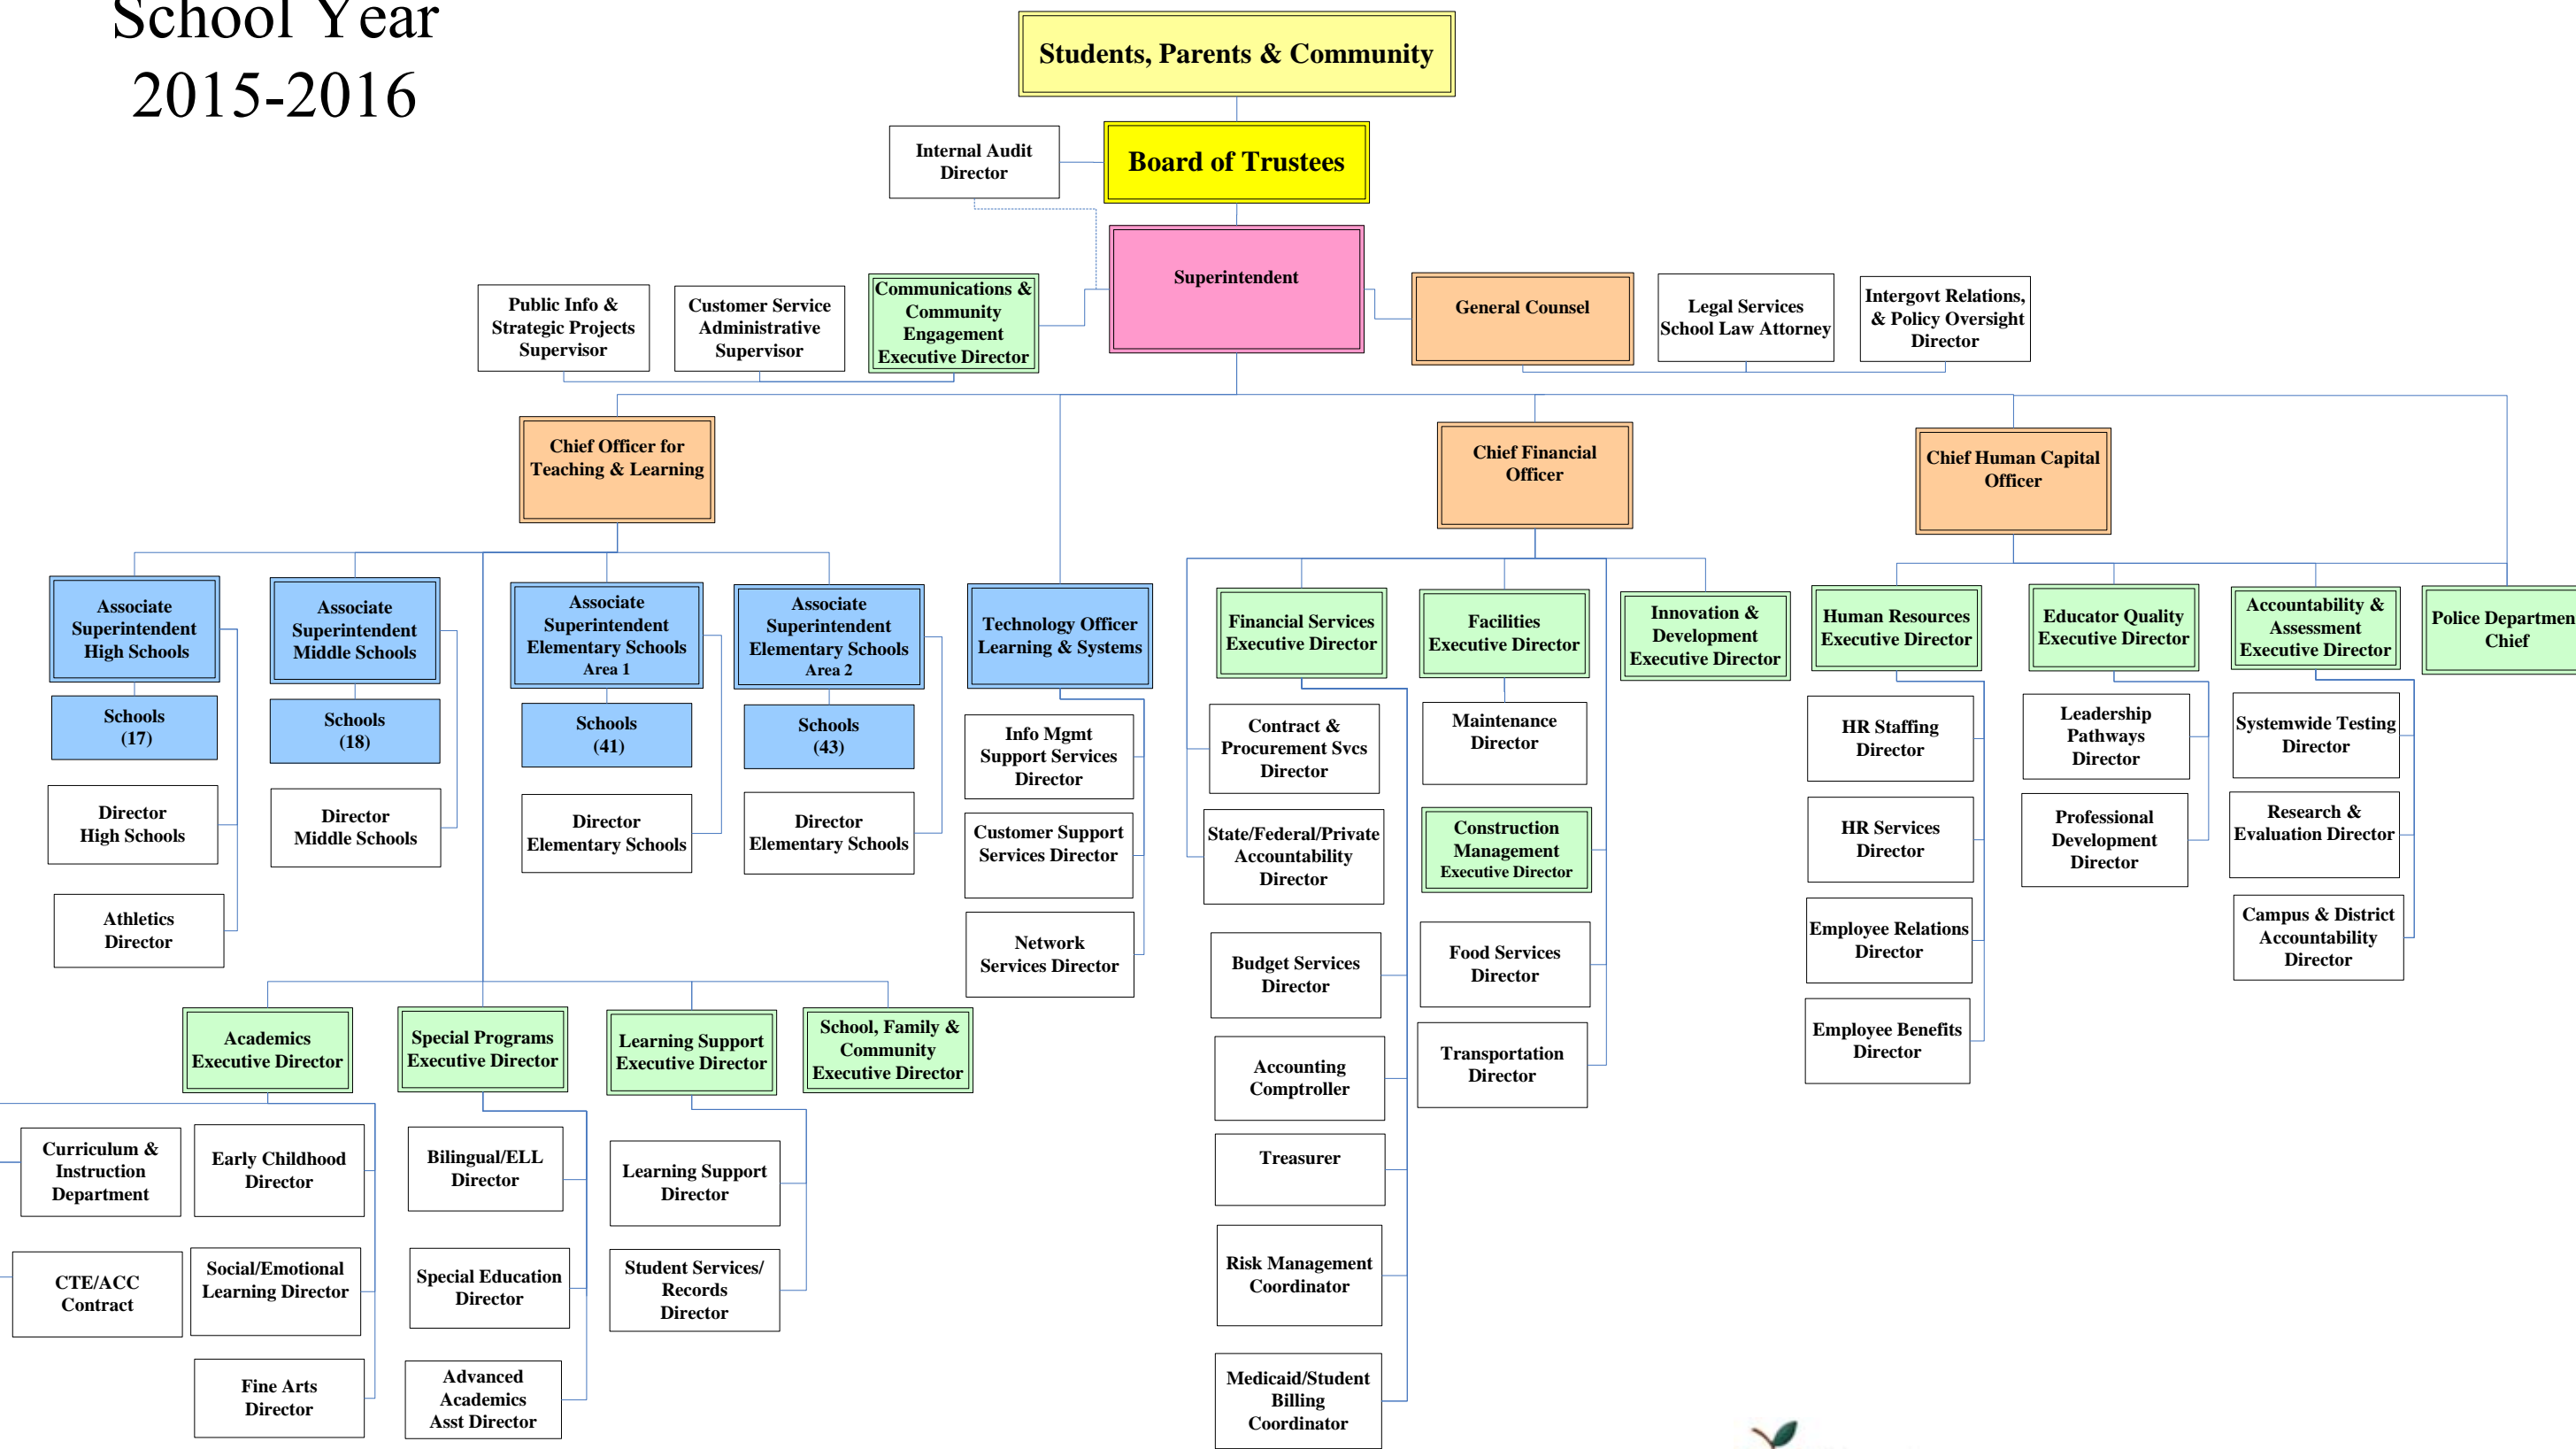 School Year
2015-2016
Students, Parents & Community
Internal Audit
Director
Board of Trustees
Superintendent
Public Info &
Strategic Projects
Supervisor
Customer Service
Administrative
Supervisor
Communications &
Community
Engagement
Executive Director
General Counsel
Legal Services
School Law Attorney
Intergovt Relations,
& Policy Oversight
Director
Chief Officer for
Teaching & Learning
Chief Financial
Officer
Chief Human Capital
Officer
Associate
Superintendent
High Schools
Associate
Superintendent
Middle Schools
Associate
Superintendent
Elementary Schools
Area 1
Associate
Superintendent
Elementary Schools
Area 2
Technology Officer
Learning & Systems
Financial Services
Executive Director
Facilities
Executive Director
Innovation &
Development
Executive Director
Human Resources
Executive Director
Educator Quality
Executive Director
Accountability &
Assessment
Executive Director
Police Departmen
Chief
Schools
(17)
Schools
(18)
Schools
(41)
Schools
(43)
Info Mgmt
Support Services
Director
Contract &
Procurement Svcs
Director
Maintenance
Director
HR Staffing
Director
Leadership
Pathways
Director
Systemwide Testing
Director
Director
High Schools
Director
Middle Schools
Director
Elementary Schools
Director
Elementary Schools
Customer Support
Services Director
State/Federal/Private
Accountability
Director
Construction
Management
Executive Director
HR Services
Director
Professional
Development
Director
Research &
Evaluation Director
Athletics
Director
Network
Services Director
Budget Services
Director
Food Services
Director
Employee Relations
Director
Campus & District
Accountability
Director
Academics
Executive Director
Special Programs
Executive Director
Learning Support
Executive Director
School, Family &
Community
Executive Director
Accounting
Comptroller
Transportation
Director
Employee Benefits
Director
Curriculum &
Instruction
Department
Early Childhood
Director
Bilingual/ELL
Director
Learning Support
Director
Treasurer
CTE/ACC
Contract
Social/Emotional
Learning Director
Special Education
Director
Student Services/
Records
Director
Risk Management
Coordinator
Fine Arts
Director
Advanced
Academics
Asst Director
Medicaid/Student
Billing
Coordinator